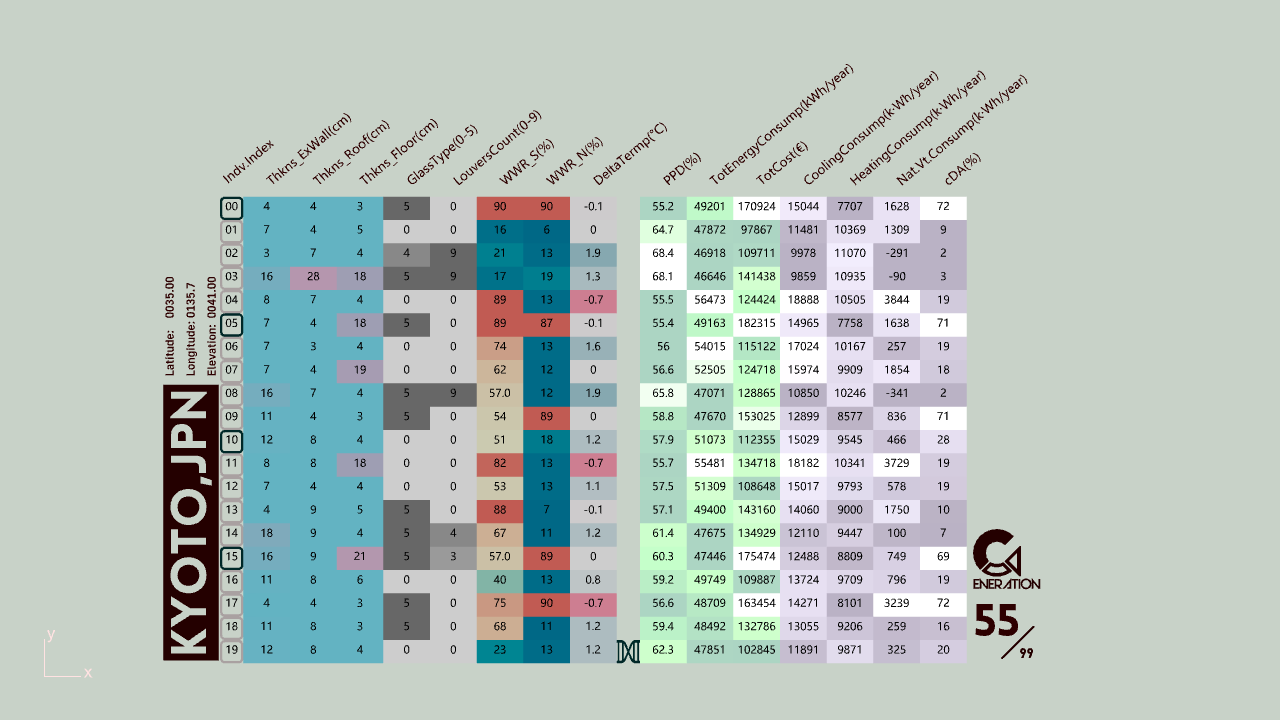 Indv.Index Thkns_ExWall(cm) Thkns_Roof(cm) Thkns_Floor(cm) GlassType(0-5) LouversCount(0-9) WWR_S(%) WWR_N(%) DeltaTermp(°C) PPD(%) TotEnergyConsump(kWh/year) TotCost(€) CoolingConsump(k·Wh/year) HeatingConsump(k·Wh/year) Nat.Vt.Consump(k·Wh/year) cDA(%)
00 4 4 3 5 0 90 90 -0.1 55.2 49201 170924 15044 7707 1628 72
01 7 4 5 0 0 16 6 0 64.7 47872 97867 11481 10369 1309 9
02 3 7 4 4 9 21 13 1.9 68.4 46918 109711 9978 11070 -291 2
03 16 28 18 5 9 17 19 1.3 68.1 46646 141438 9859 10935 -90 3
04 8 7 4 0 0 89 13 -0.7 55.5 56473 124424 18888 10505 3844 19
05 7 4 18 5 0 89 87 -0.1 55.4 49163 182315 14965 7758 1638 71
06 7 3 4 0 0 74 13 1.6 56 54015 115122 17024 10167 257 19
07 7 4 19 0 0 62 12 0 56.6 52505 124718 15974 9909 1854 18
08 16 7 4 5 9 57.0 12 1.9 65.8 47071 128865 10850 10246 -341 2
09 11 4 3 5 0 54 89 0 58.8 47670 153025 12899 8577 836 71
10 12 8 4 0 0 51 18 1.2 57.9 51073 112355 15029 9545 466 28
11 8 8 18 0 0 82 13 -0.7 55.7 55481 134718 18182 10341 3729 19
12 7 4 4 0 0 53 13 1.1 57.5 51309 108648 15017 9793 578 19
13 4 9 5 5 0 88 7 -0.1 57.1 49400 143160 14060 9000 1750 10
14 18 9 4 5 4 67 11 1.2 61.4 47675 134929 12110 9447 100 7
15 16 9 21 5 3 57.0 89 0 60.3 47446 175474 12488 8809 749 69
16 11 8 6 0 0 40 13 0.8 59.2 49749 109887 13724 9709 796 19
17 4 4 3 5 0 75 90 -0.7 56.6 48709 163454 14271 8101 3239 72
18 11 8 3 5 0 68 11 1.2 59.4 48492 132786 13055 9206 259 16
19 12 8 4 0 0 23 13 1.2 62.3 47851 102845 11891 9871 325 20
Latitude: 0035.00
Longitude: 0135.7
Elevation: 0041.00
KYOTO,JPN
GENERATION
55/99
y
x